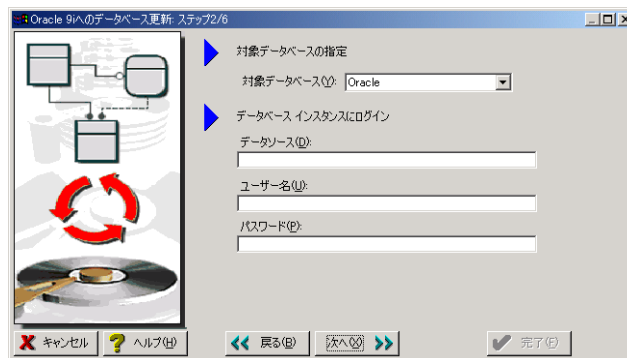 Oracle 9iへのデータベース更新: ステップ2/6
対象データベースの指定
対象データベース(Y): Oracle
データベース インスタンスにログイン
データソース(D):
ユーザー名(U):
パスワード(P):
キャンセル ヘルプ(H) 戻る(B) 次へ(X) 完了(F)